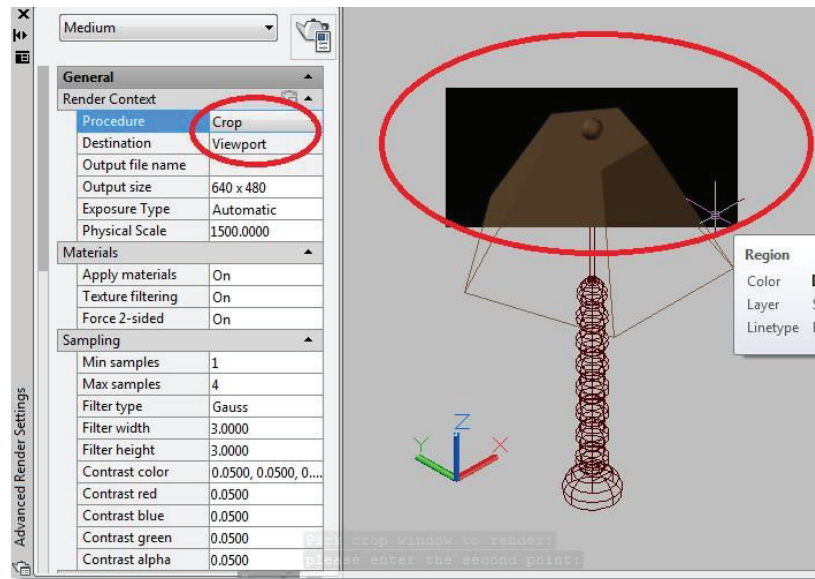 Medium
General
Render Context
Procedure Crop
Destination Viewport
Output file name
Output size 640 x 480
Exposure Type Automatic
Physical Scale 1500.0000
Materials
Apply materials On
Texture filtering On
Force 2-sided On
Sampling
Min samples 1
Max samples 4
Filter type Gauss
Filter width 3.0000
Filter height 3.0000
Contrast color 0.0500, 0.0500, 0....
Contrast red 0.0500
Contrast blue 0.0500
Contrast green 0.0500
Contrast alpha 0.0500
Advanced Render Settings
Z
Y X
Region
Color
Layer
Linetype
Pick crop window to render:
please enter the second point: